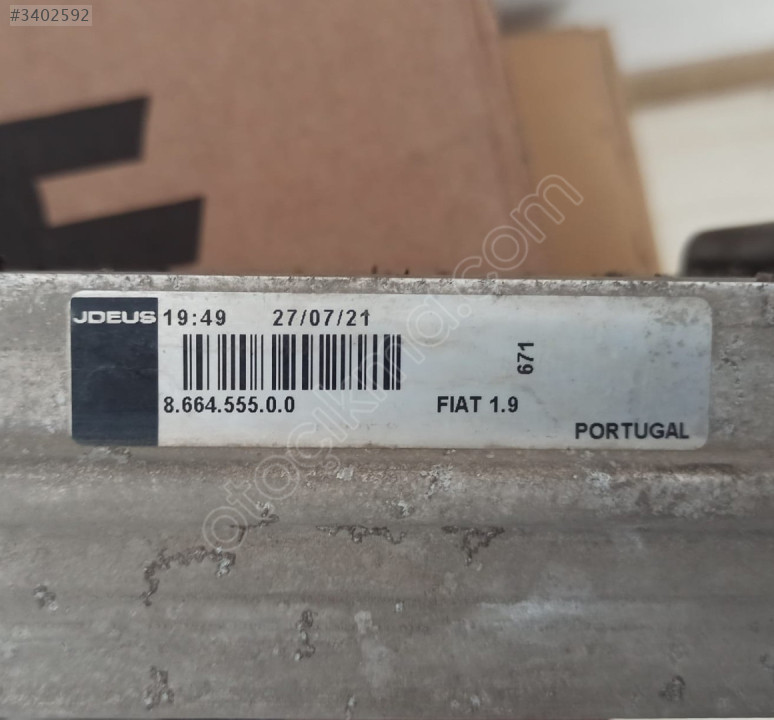 #3402592
JDEUS 19:49 27/07/21
671
8.664.555.0.0 FIAT 1.9
PORTUGAL
otocikma.com